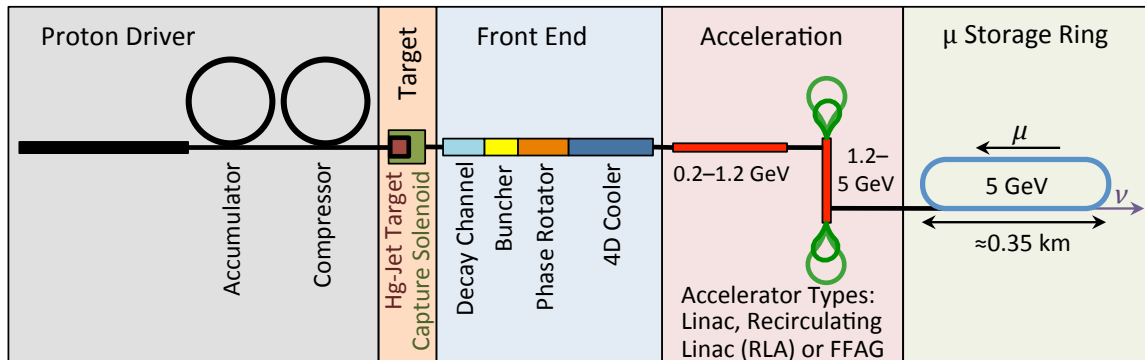 Proton Driver
Accumulator
Compressor
Target
Hg-Jet Target
Capture Solenoid
Front End
Decay Channel
Buncher
Phase Rotator
4D Cooler
Acceleration
0.2–1.2 GeV
1.2–
5 GeV
Accelerator Types:
Linac, Recirculating
Linac (RLA) or FFAG
μ Storage Ring
μ
5 GeV
ν
≈0.35 km